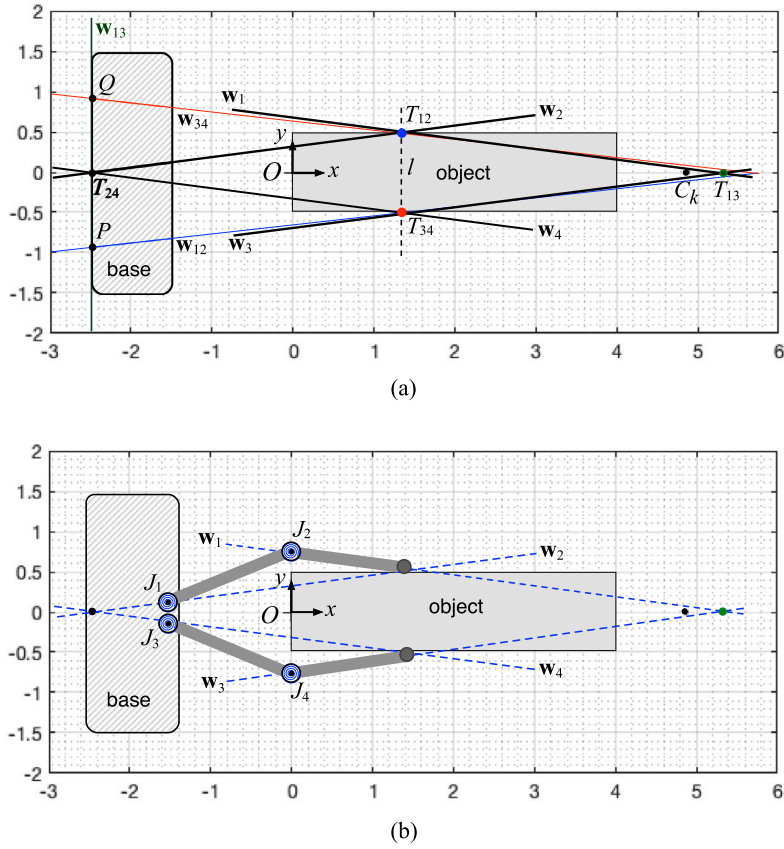 2
w13
1.5
1
Q
w1
T12
w2
w34
0.5
y
0
T24
O
x
l
object
Ck
T13
-0.5
w3
T34
w4
-1
P
w12
base
-1.5
-2
-3 -2 -1 0 1 2 3 4 5 6
(a)
2
1.5
1
w1
J2
w2
0.5
J1
y
0
O
x
object
J3
-0.5
w3
J4
w4
-1
base
-1.5
-2
-3 -2 -1 0 1 2 3 4 5 6
(b)